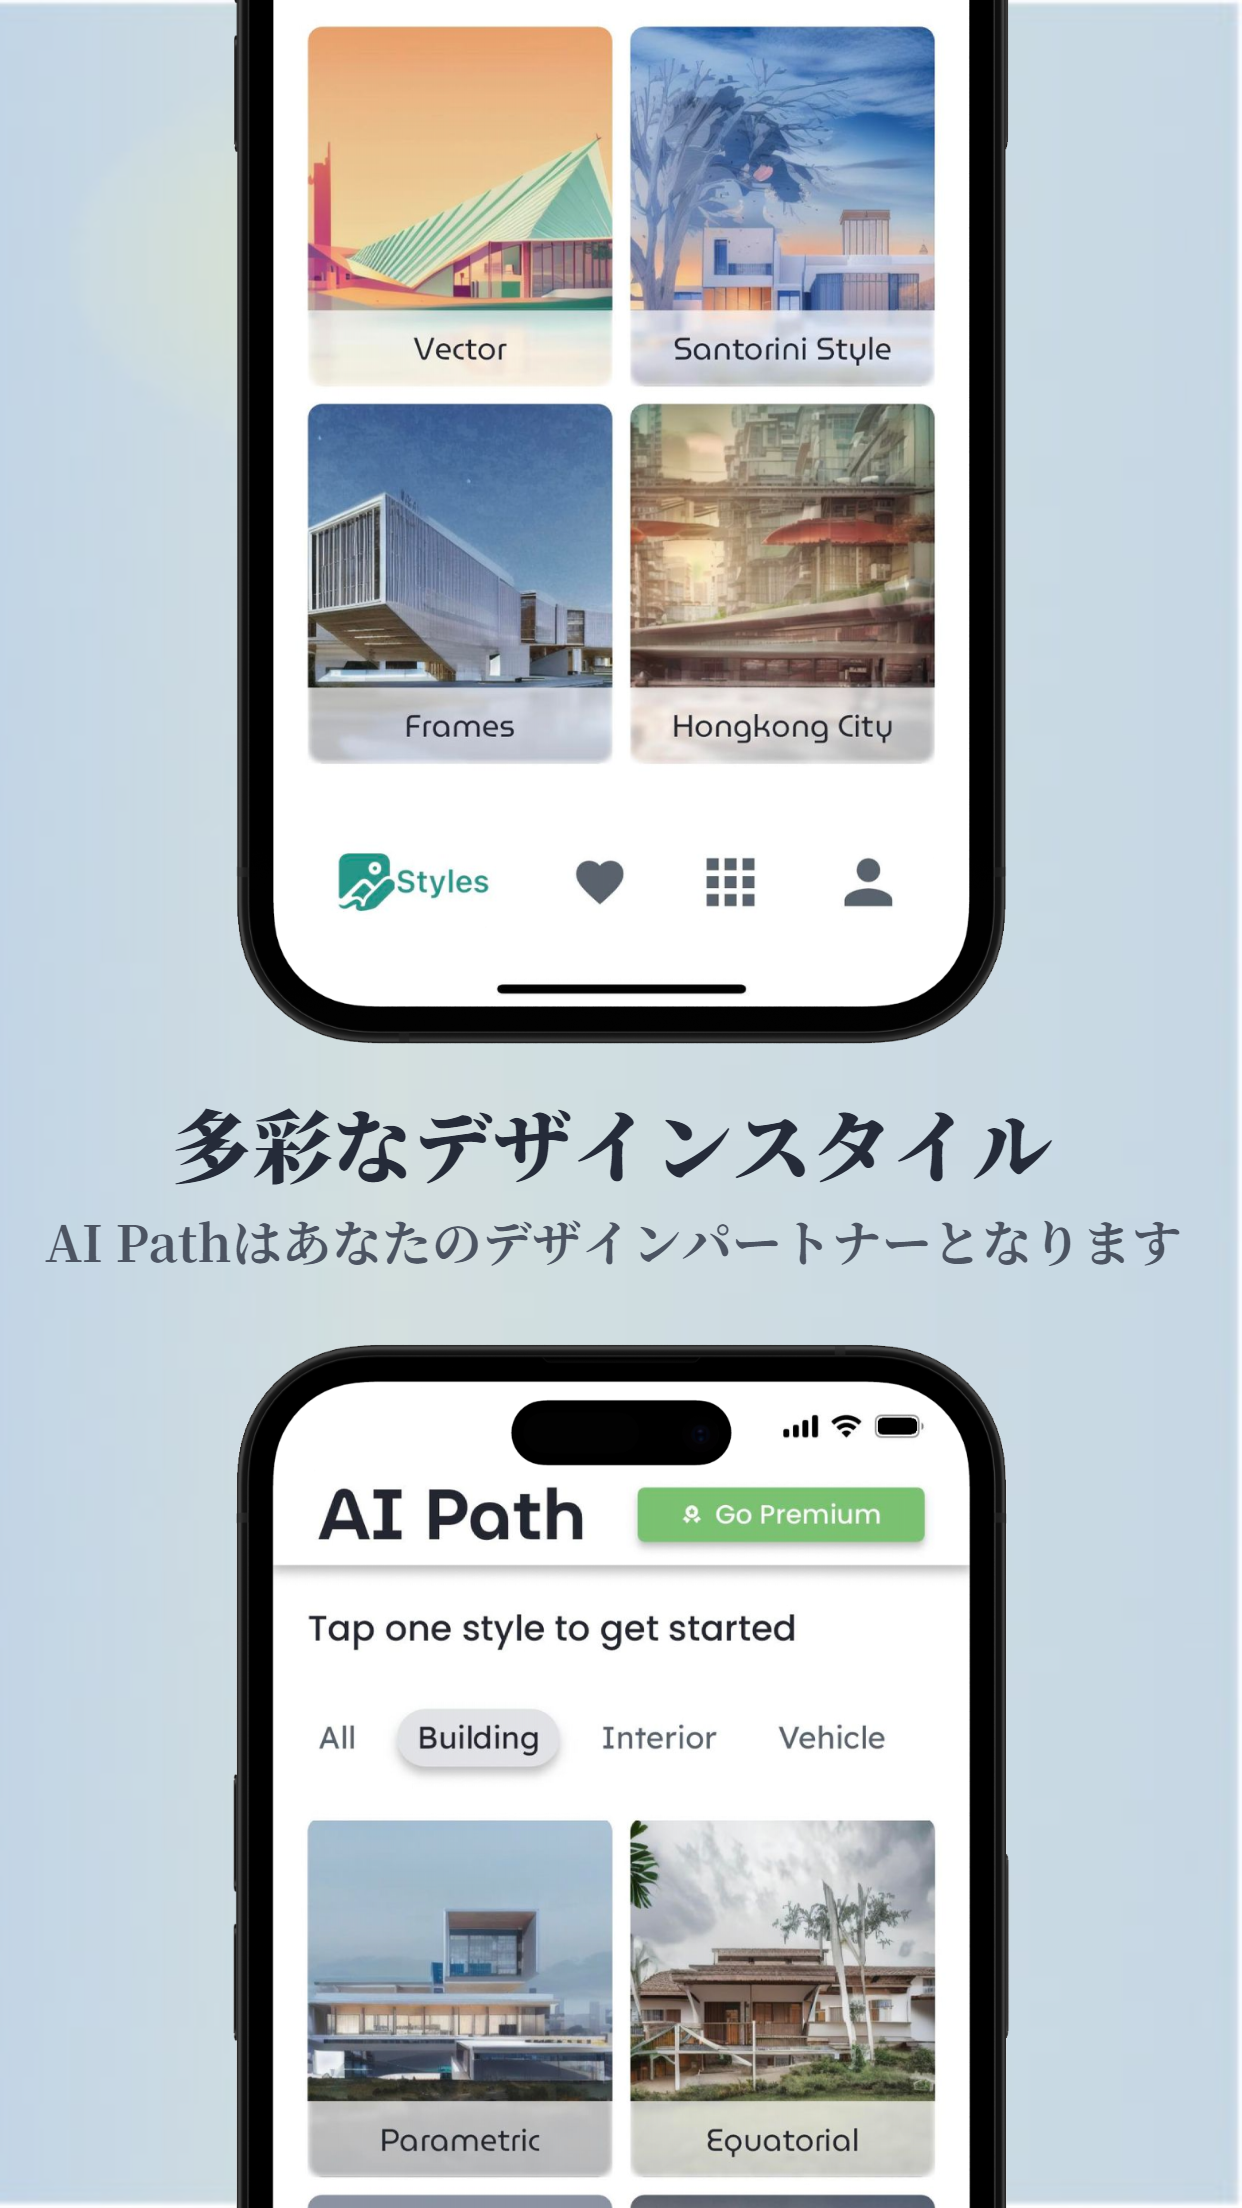 Vector
Santorini Style
Frames
Hongkong City
Styles
多彩なデザインスタイル
AI Pathはあなたのデザインパートナーとなります
AI Path
Go Premium
Tap one style to get started
All
Building
Interior
Vehicle
Parametric
Equatorial